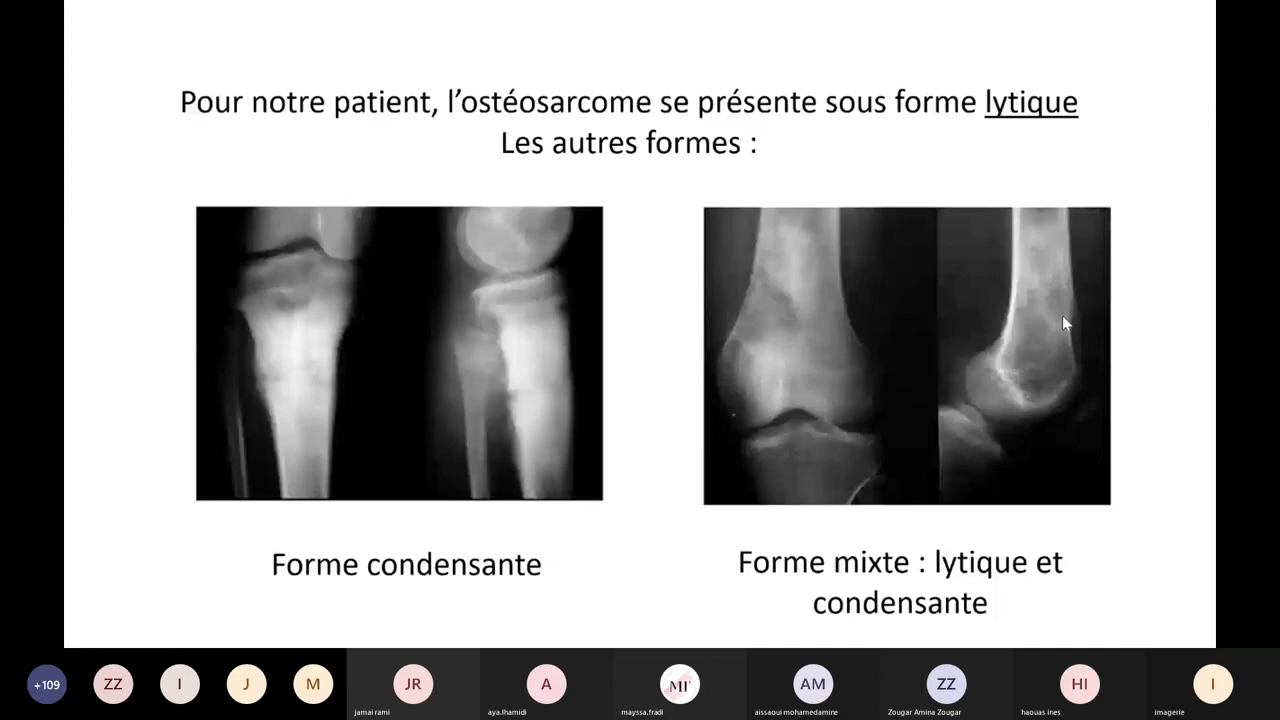 Pour notre patient, l’ostéosarcome se présente sous forme lytique
Les autres formes :
Forme condensante
Forme mixte : lytique et
condensante
+109
ZZ
I
J
M
JR
A
MF
AM
ZZ
HI
I
jamai rami
aya.lhamidi
mayssa.fradi
aissaoui mohamedamine
Zougar Amina Zougar
haouas ines
imagerie